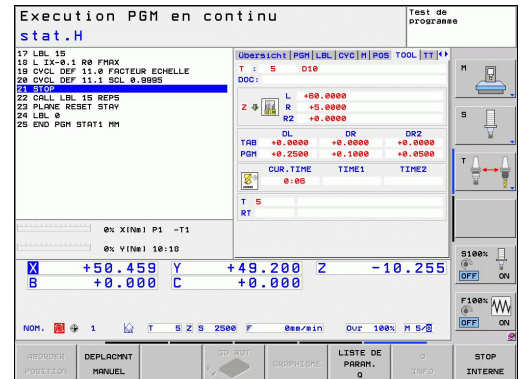 Execution PGM en continu
Test de programme
stat.H
17 LBL 15
18 L IX-0.1 R0 FMAX
19 CYCL DEF 11.0 FACTEUR ECHELLE
20 CYCL DEF 11.1 SCL 0.9995
21 STOP
22 CALL LBL 15 REP5
23 PLANE RESET STAY
24 LBL 0
25 END PGM STAT1 MM
0% X[Nm] P1 -T1
0% Y[Nm] 10:18
Übersicht PGM LBL CYC M POS TOOL TT
T : 5 D10
DOC:
Z L +60.0000
R +5.0000
R2 +0.0000
DL DR DR2
TAB +0.0000 +0.0000 +0.0000
PGM +0.2500 +0.1000 +0.0500
CUR.TIME TIME1 TIME2
0:06
T 5
RT
X +50.459 Y +49.200 Z -10.255
B +0.000 C +0.000
NOM. 1 T 5 Z S 2500 F 0mm/min Ovr 100% M 5/8
M
S
T
S100%
OFF ON
F100%
OFF ON
ABORDER POSITION
DEPLACMNT MANUEL
3D ROT
GRAPHISME
LISTE DE PARAM. Q
0 INFO
STOP INTERNE